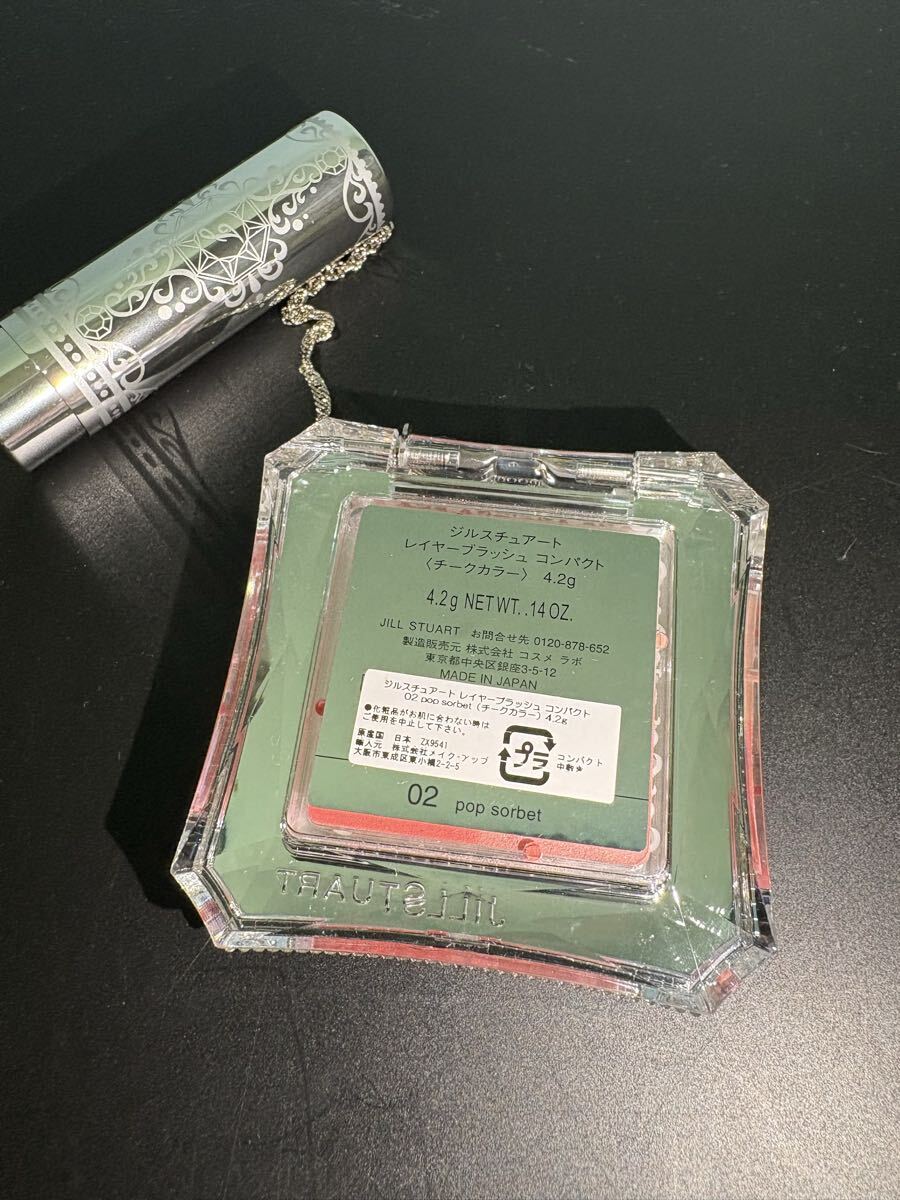 ジルスチュアート
レイヤーブラッシュ コンパクト
〈チークカラー〉 4.2g
4.2g NET WT. .14 OZ.
JILL STUART お問合せ先 0120-878-652
製造販売元 株式会社 コスメ ラボ
東京都中央区銀座3-5-12
MADE IN JAPAN
ジルスチュアート レイヤーブラッシュ コンパクト
02 pop sorbet (チークカラー) 4.2g
●化粧品がお肌に合わない時は
ご使用を中止して下さい。
原産国 日本 ZX9541
輸入元 株式会社メイク・アップ
大阪市東成区東小橋2-2-5
プラ
コンパクト
中敷き
02 pop sorbet
JILL STUART